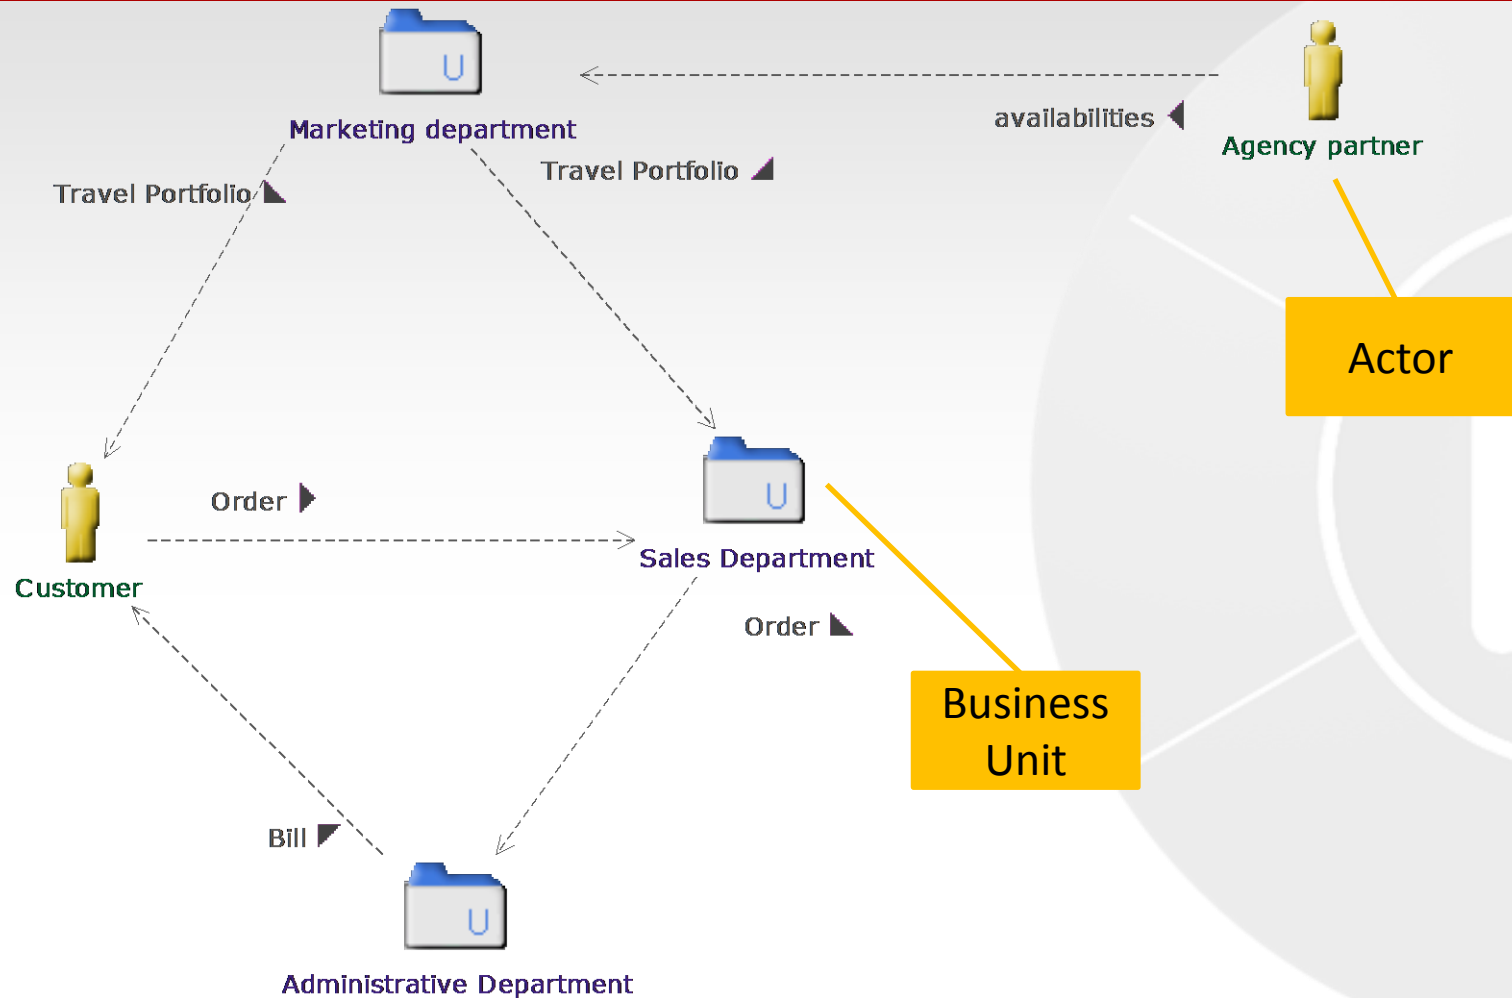 U
Marketing department
availabilities
Agency partner
Travel Portfolio
Travel Portfolio
Actor
Order
U
Sales Department
Customer
Order
Business
Unit
Bill
U
Administrative Department